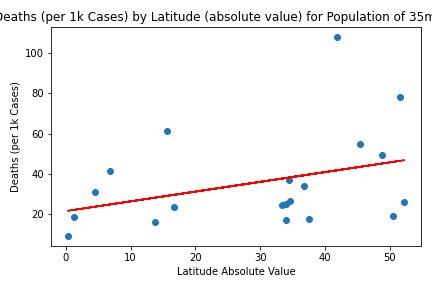 Deaths (per 1k Cases) by Latitude (absolute value) for Population of 35m
Deaths (per 1k Cases)
100
80
60
40
20
0 10 20 30 40 50
Latitude Absolute Value